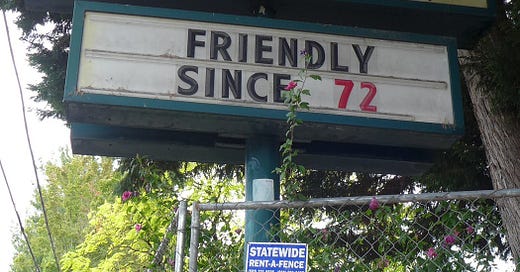 FRIENDLY
SINCE 72
STATEWIDE
RENT-A-FENCE